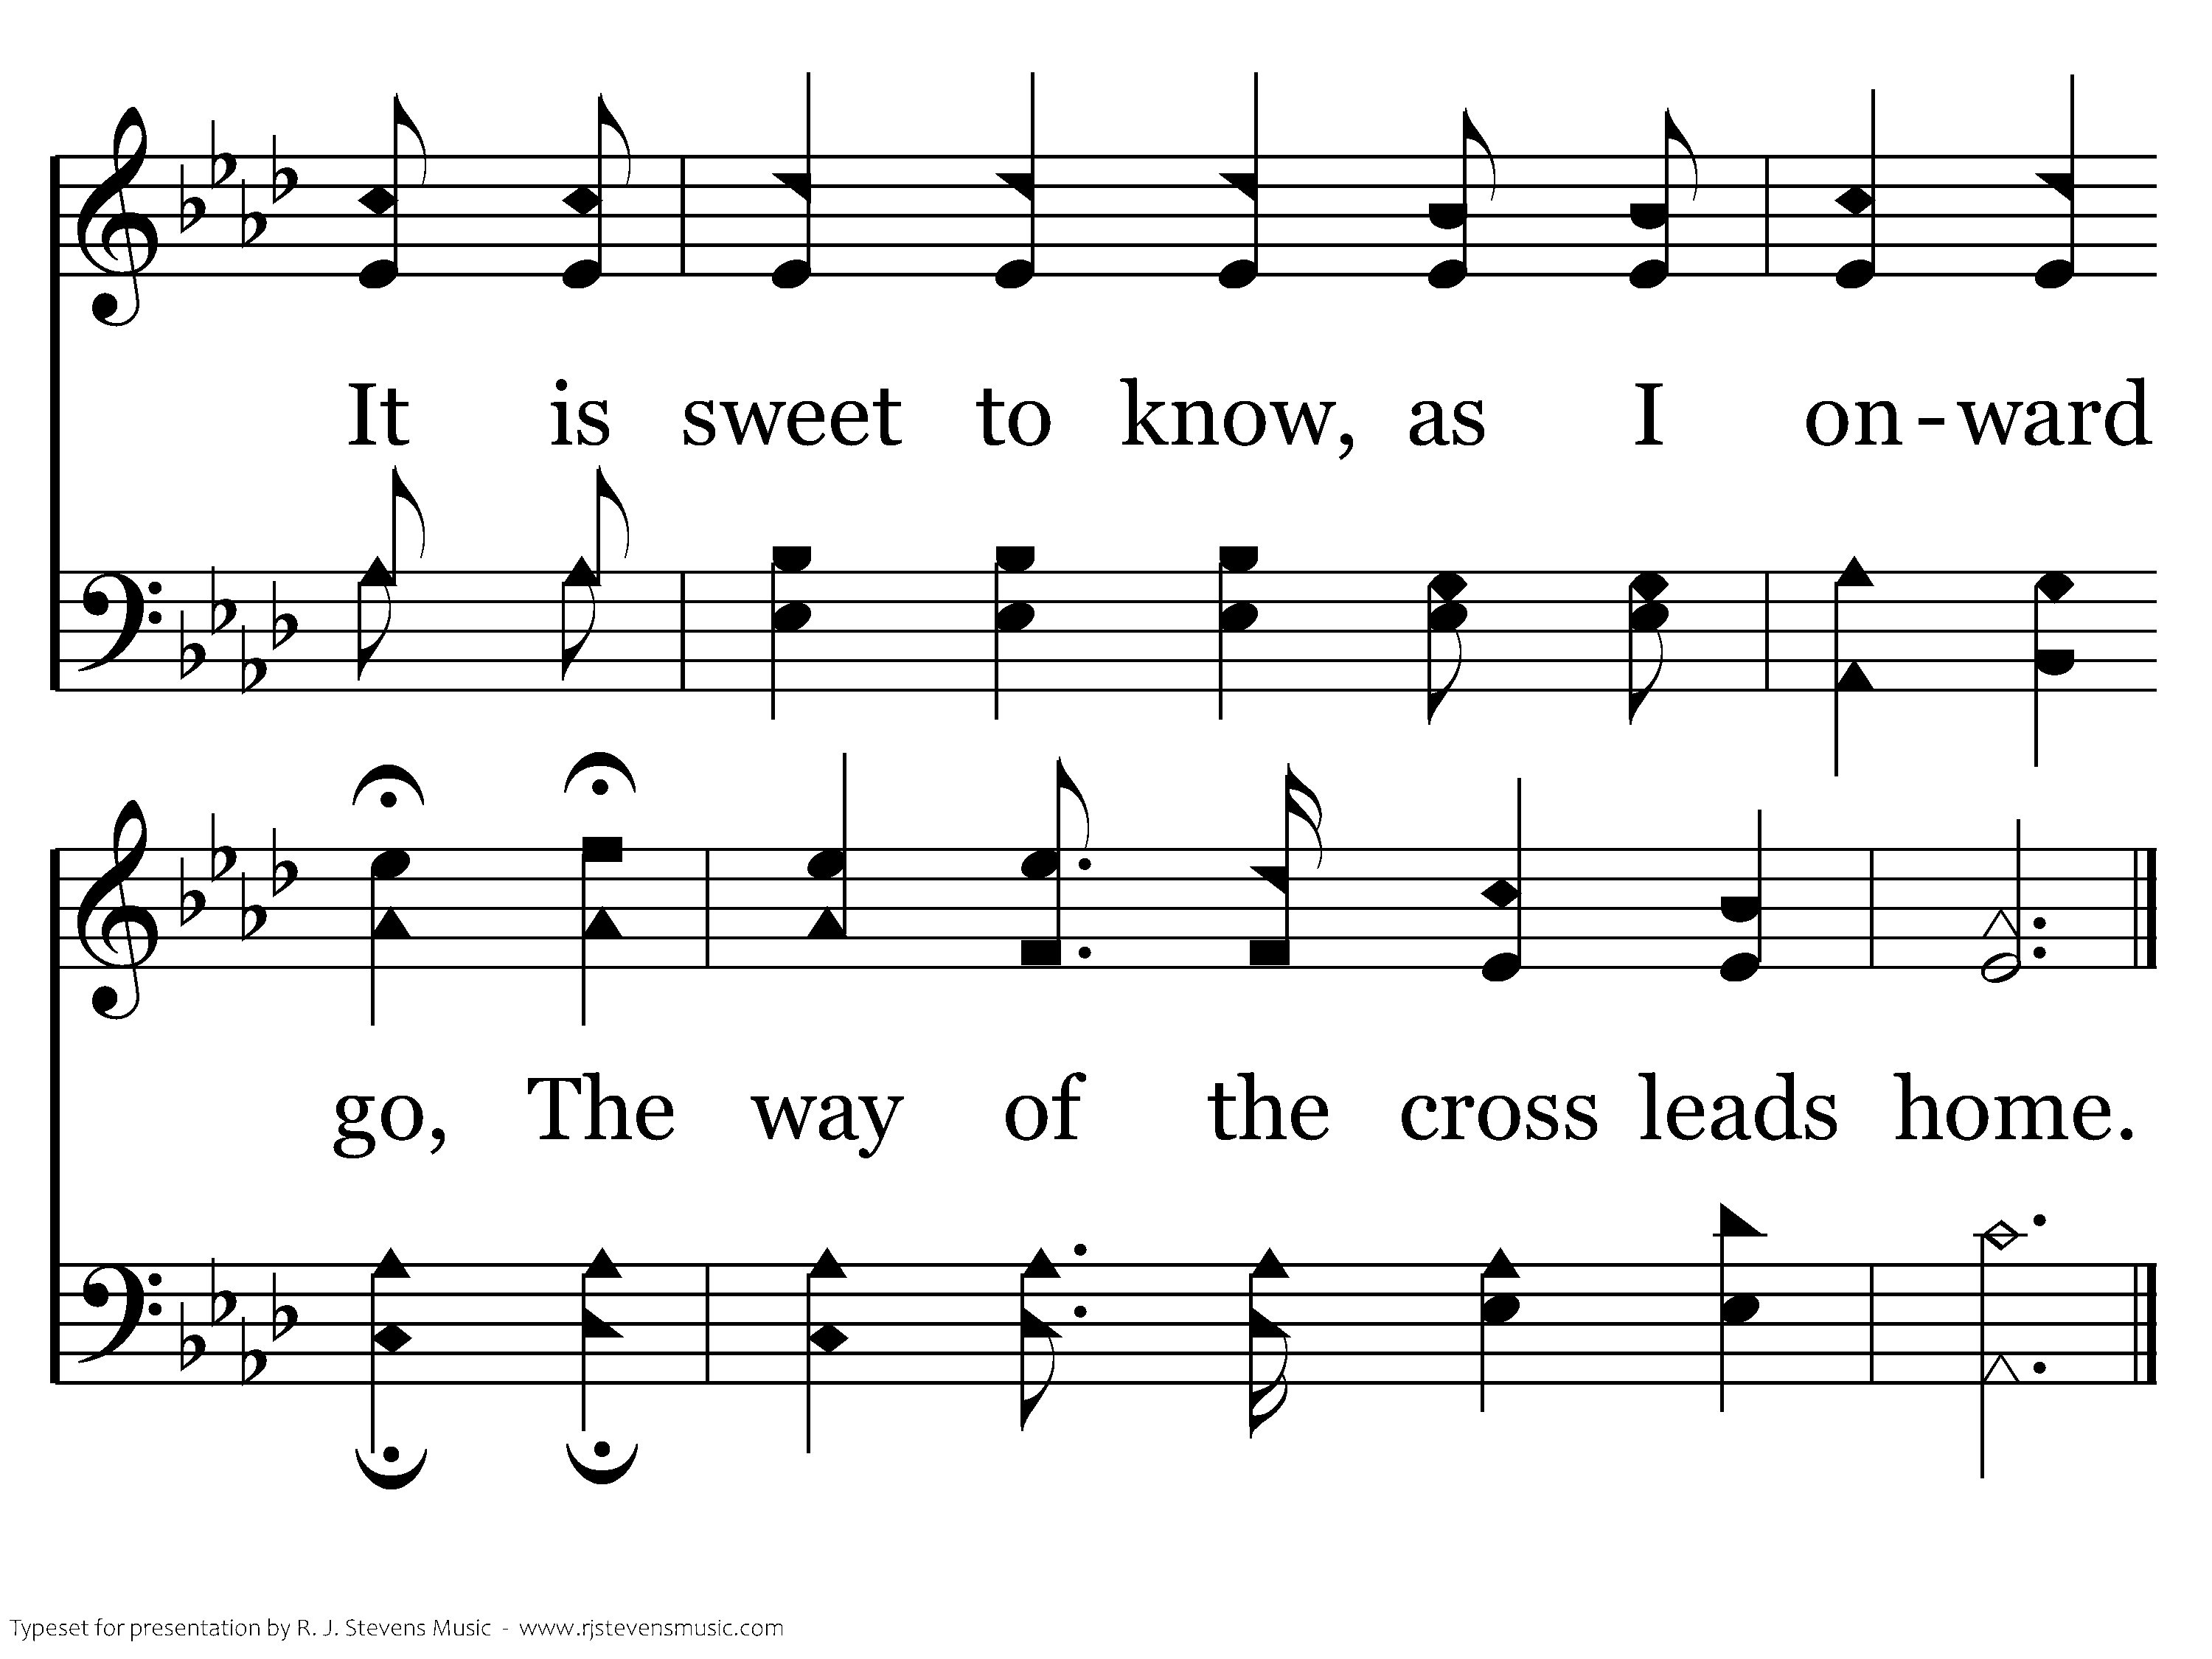 It is sweet to know, as I on-ward
go, The way of the cross leads home.
Typeset for presentation by R. J. Stevens Music - www.rjstevensmusic.com